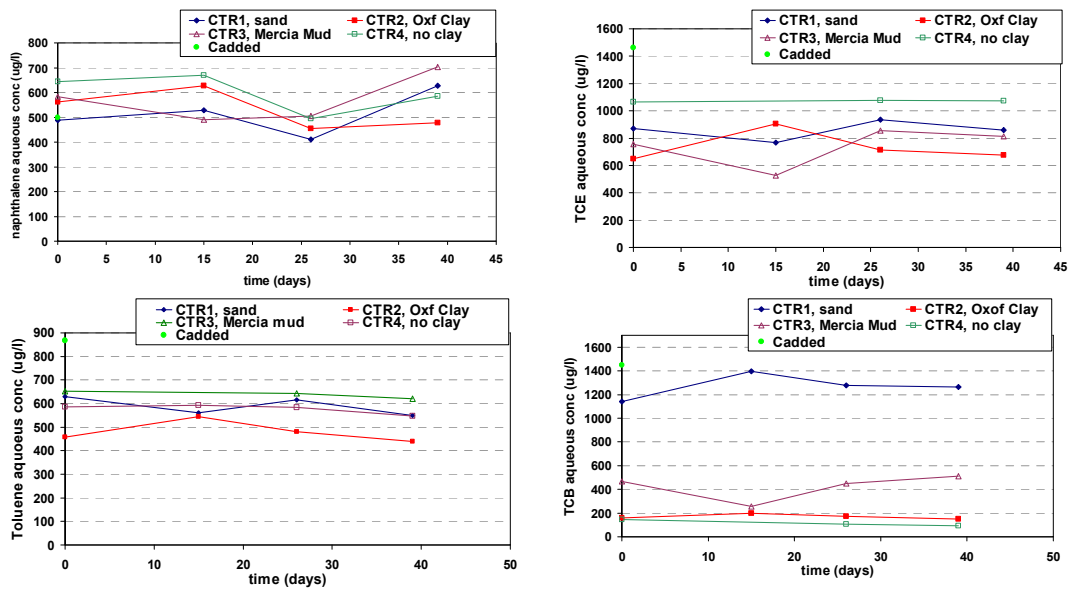 CTR1, sand CTR2, Oxf Clay
CTR3, Mercia Mud CTR4, no clay
Cadded
naphthalene aqueous conc (ug/l)
800
700
600
500
400
300
200
100
0
0 5 10 15 20 25 30 35 40 45
time (days)
CTR1, sand CTR2, Oxf Clay
CTR3, Mercia Mud CTR4, no clay
Cadded
TCE aqueous conc (ug/l)
1600
1400
1200
1000
800
600
400
200
0
0 5 10 15 20 25 30 35 40 45
time (days)
CTR1, sand CTR2, Oxf Clay
CTR3, Mercia mud CTR4, no clay
Cadded
Toluene aquoeus conc (ug/l)
900
800
700
600
500
400
300
200
100
0
0 10 20 30 40 50
time (days)
CTR1, sand CTR2, Oxof Clay
CTR3, Mercia Mud CTR4, no clay
Cadded
TCB aqueous conc (ug/l)
1600
1400
1200
1000
800
600
400
200
0
0 10 20 30 40 50
time (days)